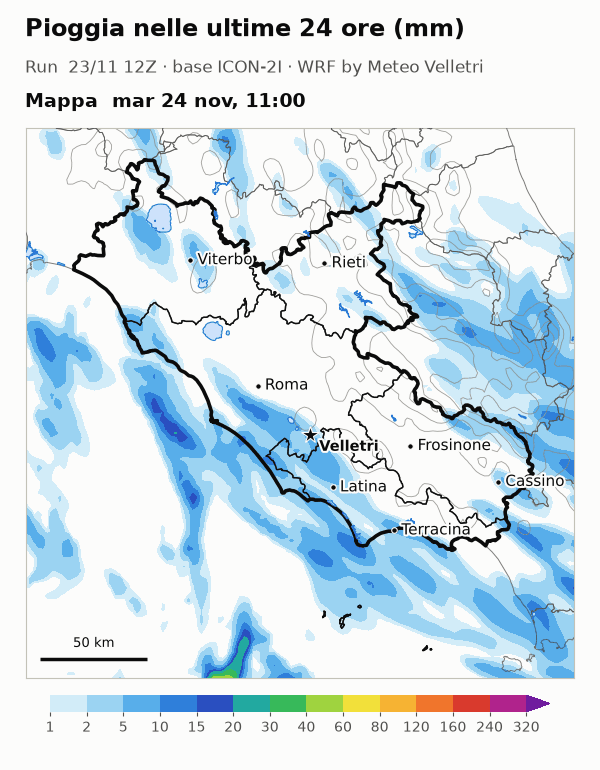 Pioggia nelle ultime 24 ore (mm)
Run  23/11 12Z · base ICON-2I · WRF by Meteo Velletri
Mappa  mar 24 nov, 11:00
Viterbo
Rieti
Roma
Velletri
Frosinone
Latina
Cassino
Terracina
50 km
1 2 5 10 15 20 30 40 60 80 120 160 240 320